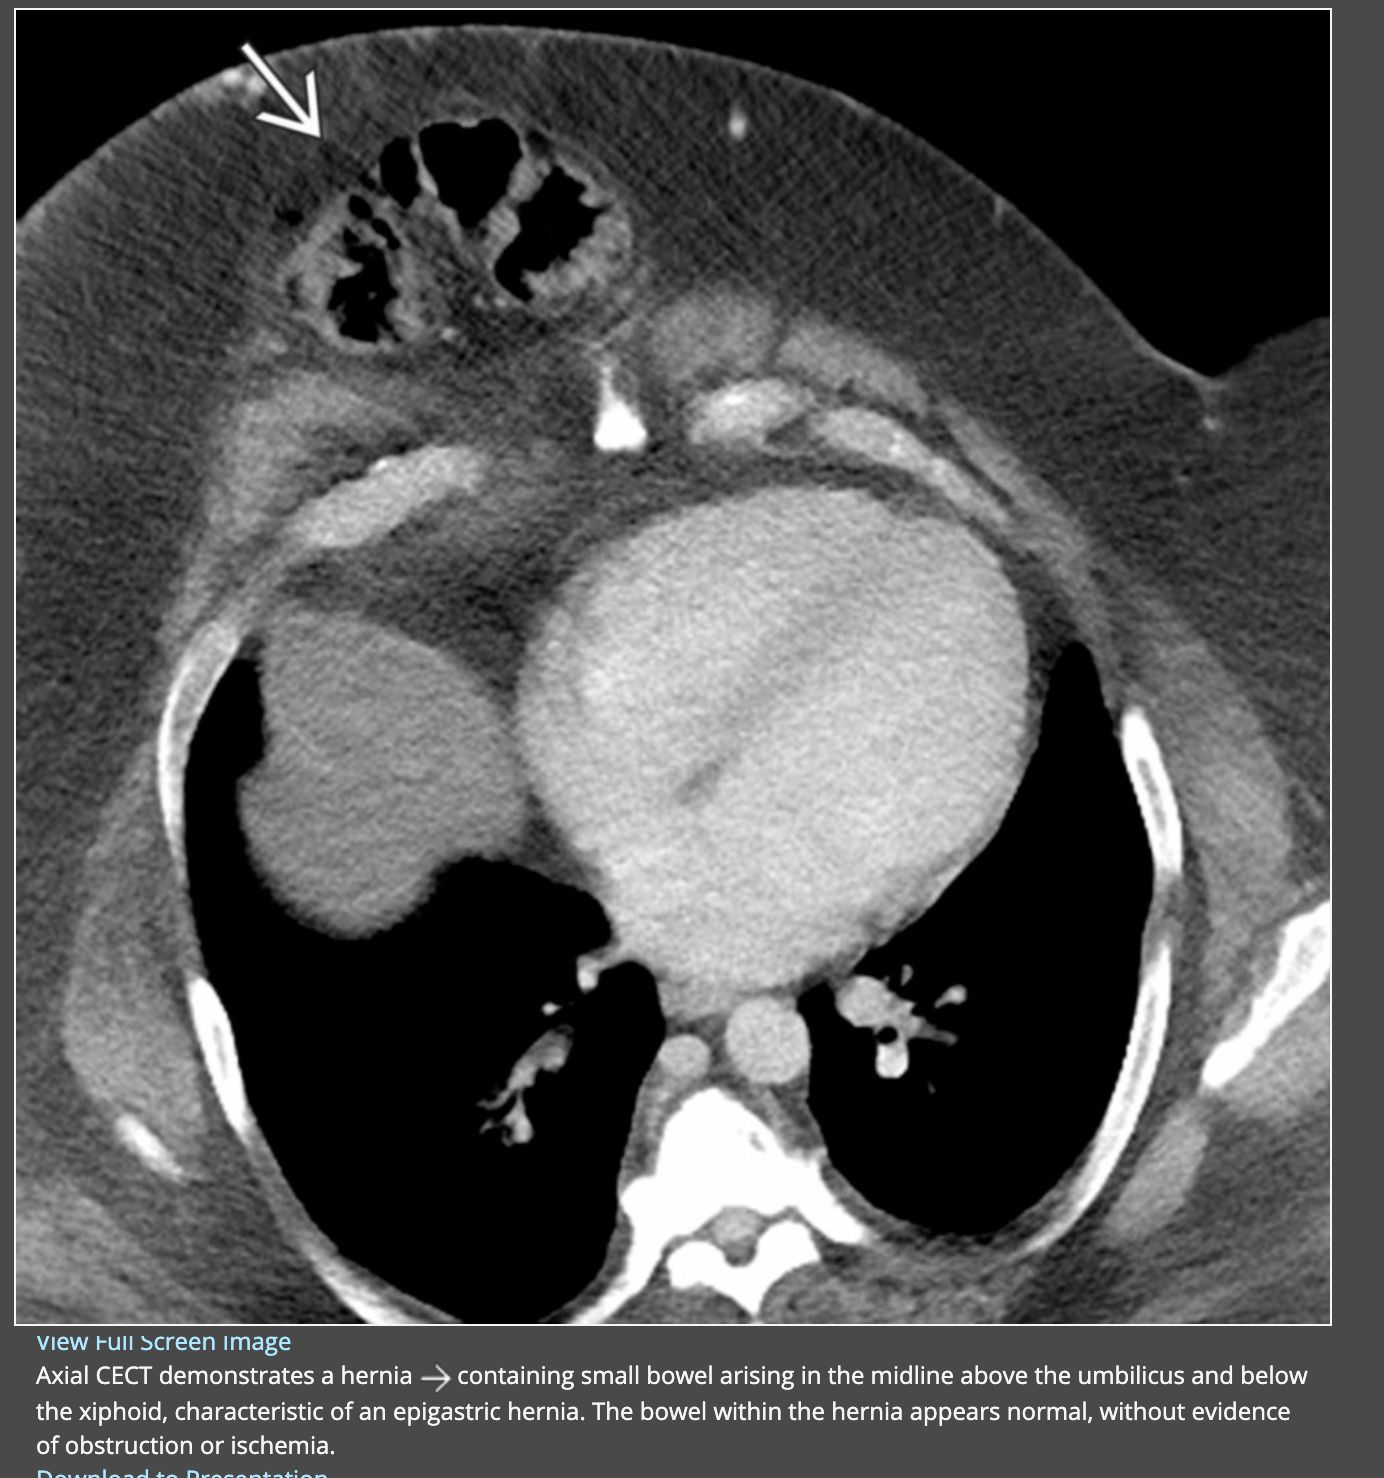 View Full Screen Image
Axial CECT demonstrates a hernia → containing small bowel arising in the midline above the umbilicus and below
the xiphoid, characteristic of an epigastric hernia. The bowel within the hernia appears normal, without evidence
of obstruction or ischemia.
Download to Presentation